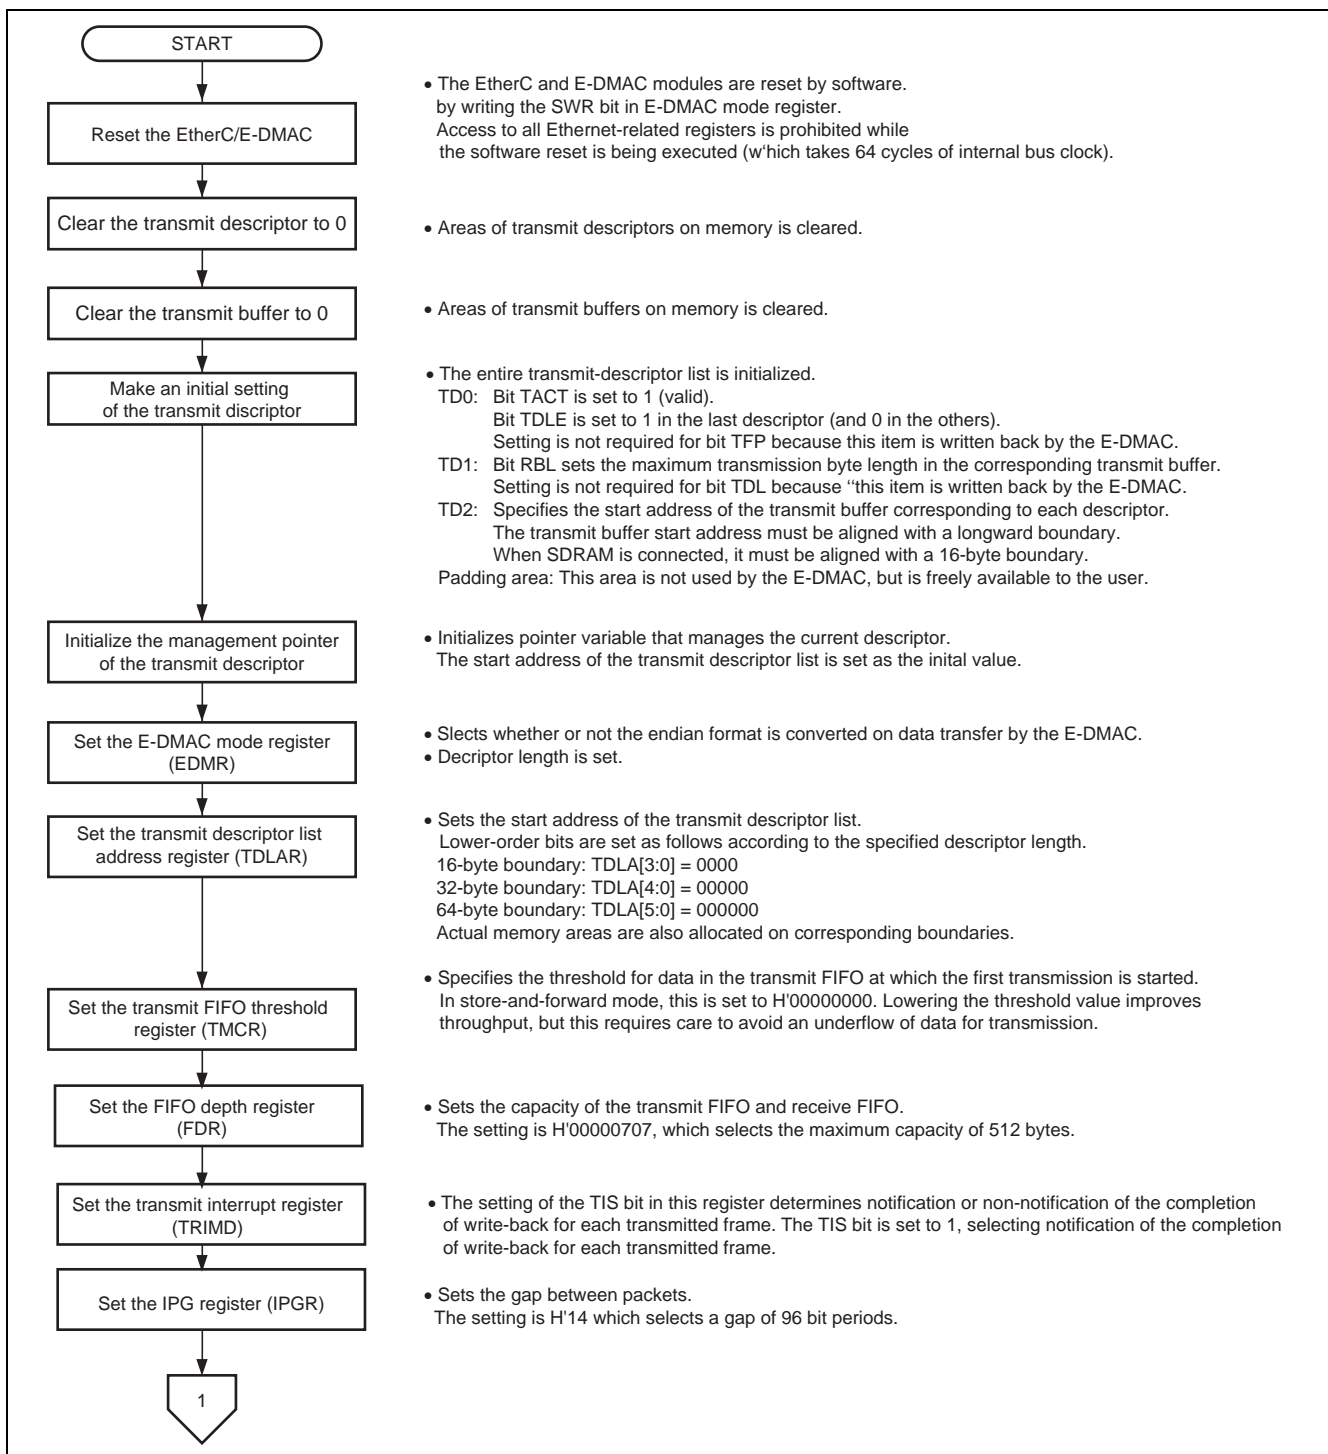 START
Reset the EtherC/E-DMAC
• The EtherC and E-DMAC modules are reset by software.
by writing the SWR bit in E-DMAC mode register.
Access to all Ethernet-related registers is prohibited while
the software reset is being executed (w'hich takes 64 cycles of internal bus clock).
Clear the transmit descriptor to 0
• Areas of transmit descriptors on memory is cleared.
Clear the transmit buffer to 0
• Areas of transmit buffers on memory is cleared.
Make an initial setting
of the transmit discriptor
• The entire transmit-descriptor list is initialized.
TD0: Bit TACT is set to 1 (valid).
Bit TDLE is set to 1 in the last descriptor (and 0 in the others).
Setting is not required for bit TFP because this item is written back by the E-DMAC.
TD1: Bit RBL sets the maximum transmission byte length in the corresponding transmit buffer.
Setting is not required for bit TDL because ‘‘this item is written back by the E-DMAC.
TD2: Specifies the start address of the transmit buffer corresponding to each descriptor.
The transmit buffer start address must be aligned with a longward boundary.
When SDRAM is connected, it must be aligned with a 16-byte boundary.
Padding area: This area is not used by the E-DMAC, but is freely available to the user.
Initialize the management pointer
of the transmit descriptor
• Initializes pointer variable that manages the current descriptor.
The start address of the transmit descriptor list is set as the inital value.
Set the E-DMAC mode register
(EDMR)
• Slects whether or not the endian format is converted on data transfer by the E-DMAC.
• Decriptor length is set.
Set the transmit descriptor list
address register (TDLAR)
• Sets the start address of the transmit descriptor list.
Lower-order bits are set as follows according to the specified descriptor length.
16-byte boundary: TDLA[3:0] = 0000
32-byte boundary: TDLA[4:0] = 00000
64-byte boundary: TDLA[5:0] = 000000
Actual memory areas are also allocated on corresponding boundaries.
Set the transmit FIFO threshold
register (TMCR)
• Specifies the threshold for data in the transmit FIFO at which the first transmission is started.
In store-and-forward mode, this is set to H'00000000. Lowering the threshold value improves
throughput, but this requires care to avoid an underflow of data for transmission.
Set the FIFO depth register
(FDR)
• Sets the capacity of the transmit FIFO and receive FIFO.
The setting is H'00000707, which selects the maximum capacity of 512 bytes.
Set the transmit interrupt register
(TRIMD)
• The setting of the TIS bit in this register determines notification or non-notification of the completion
of write-back for each transmitted frame. The TIS bit is set to 1, selecting notification of the completion
of write-back for each transmitted frame.
Set the IPG register (IPGR)
• Sets the gap between packets.
The setting is H'14 which selects a gap of 96 bit periods.
1